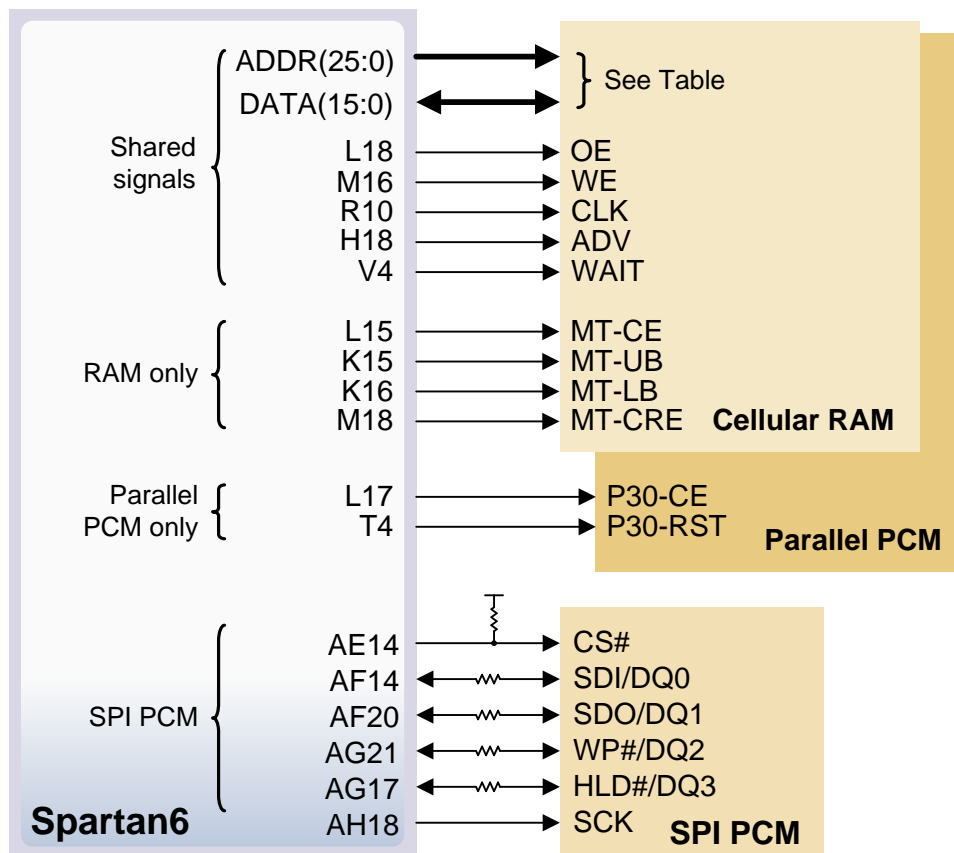 ADDR(25:0)
DATA(15:0)
See Table
Shared
signals
L18 OE
M16 WE
R10 CLK
H18 ADV
V4 WAIT
RAM only
L15 MT-CE
K15 MT-UB
K16 MT-LB
M18 MT-CRE
Cellular RAM
Parallel
PCM only
L17 P30-CE
T4 P30-RST
Parallel PCM
SPI PCM
AE14 CS#
AF14 SDI/DQ0
AF20 SDO/DQ1
AG21 WP#/DQ2
AG17 HLD#/DQ3
AH18 SCK
Spartan6
SPI PCM